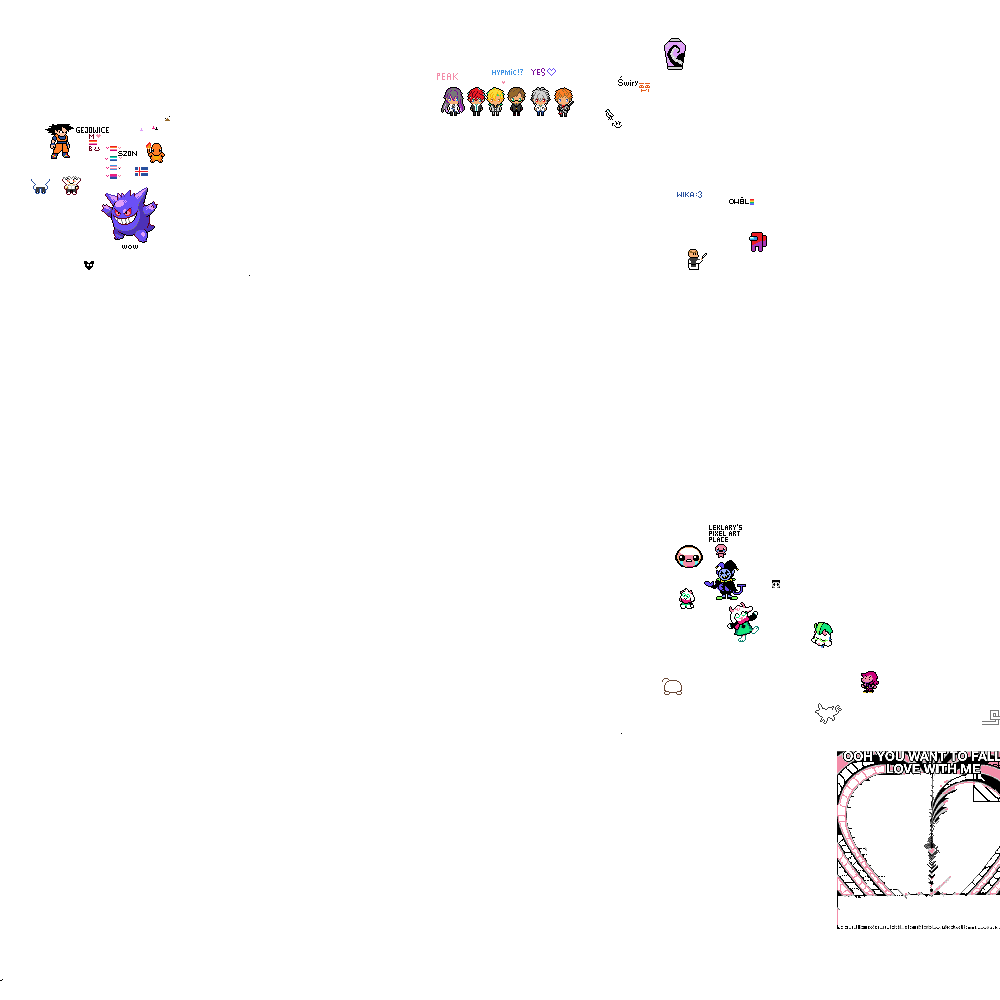 PEAK
HYPMIC!?
YES♡
Świry
GEJOWICE
M
B
SZON
WOW
WIKA:3
LEKLARY'S
PIXEL ART
PLACE
OOH YOU WANT TO FALL
LOVE WITH ME